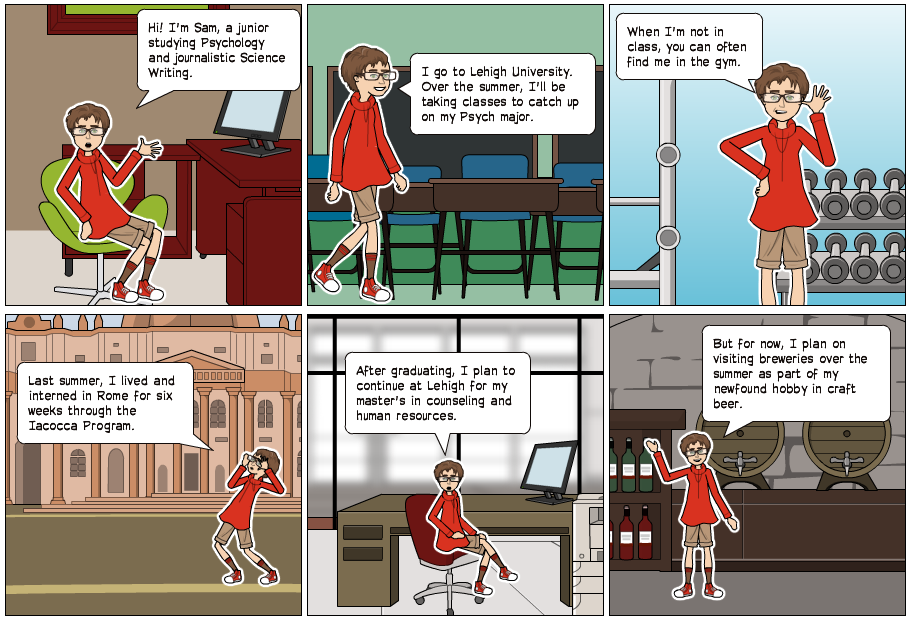 Hi! I'm Sam, a junior
studying Psychology
and journalistic Science
Writing.
I go to Lehigh University.
Over the summer, I'll be
taking classes to catch up
on my Psych major.
When I'm not in
class, you can often
find me in the gym.
Last summer, I lived and
interned in Rome for six
weeks through the
Iacocca Program.
After graduating, I plan to
continue at Lehigh for my
master's in counseling and
human resources.
But for now, I plan on
visiting breweries over the
summer as part of my
newfound hobby in craft
beer.